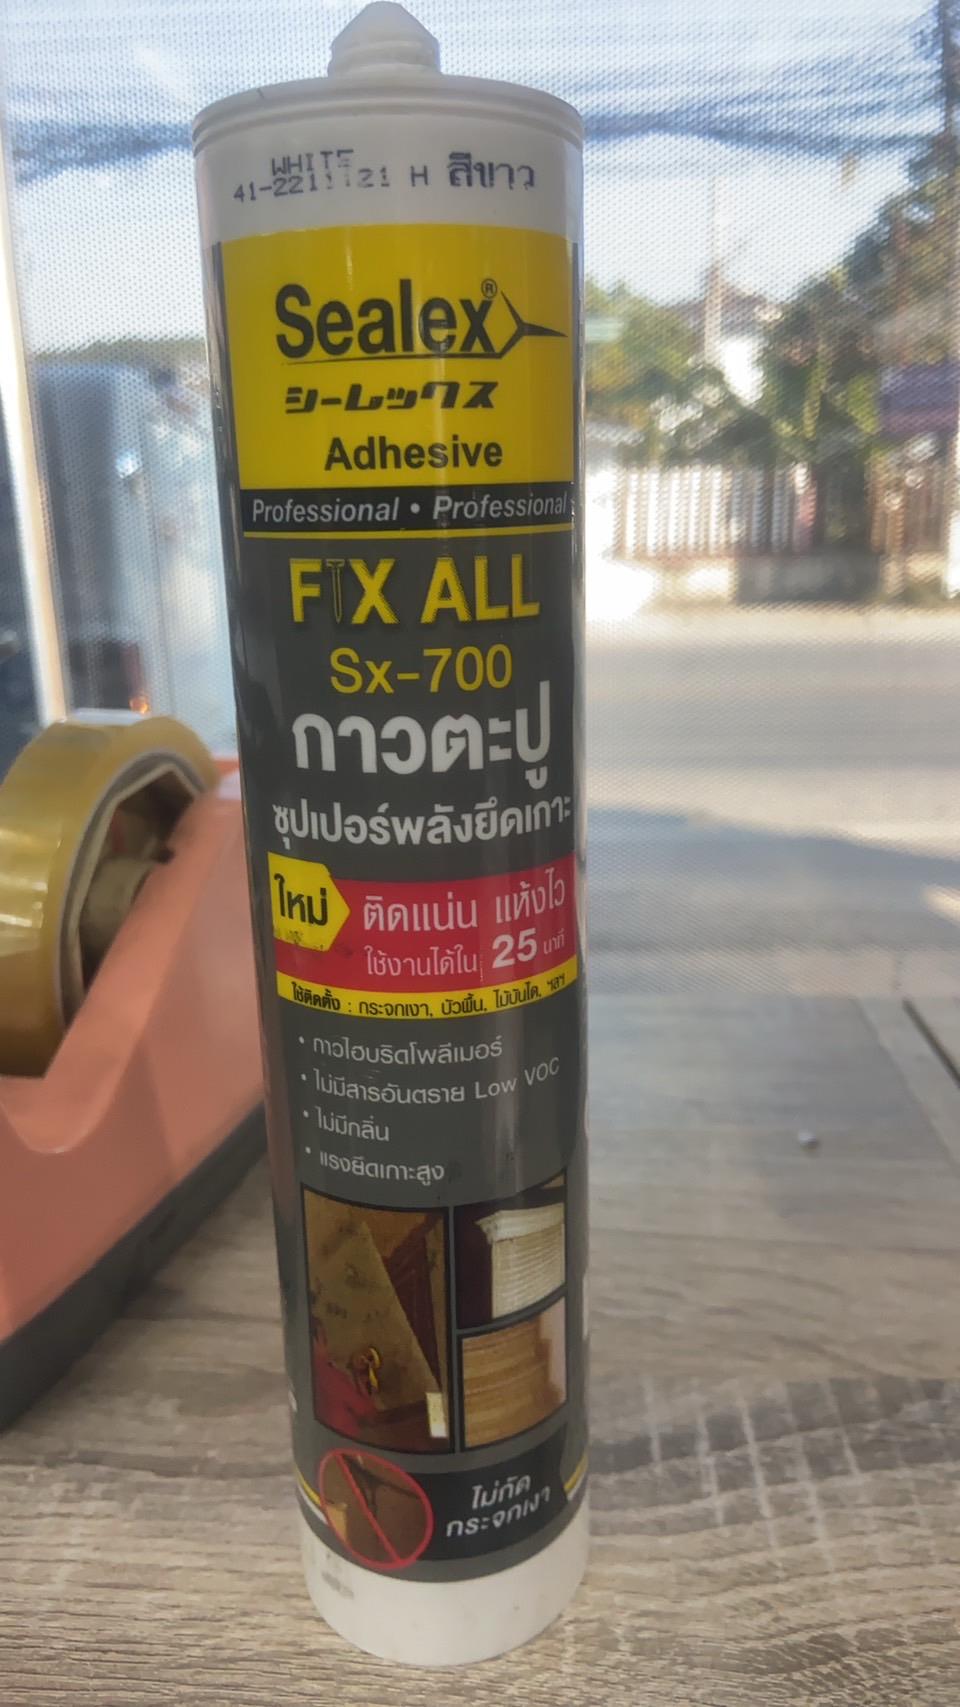 WHITE
H สีขาว
Sealex®
シーレックス
Adhesive
Professional • Professional
FIX ALL
Sx-700
กาวตะปู
ซุปเปอร์พลังยึดเกาะ
ใหม่
ติดแน่น แห้งไว
ใช้งานได้ใน 25 นาที
ใช้ติดตั้ง : กระจกเงา, บัวพื้น, ไม้บันได, ฯลฯ
• กาวไฮบริดโพลีเมอร์
• ไม่มีสารอันตราย Low VOC
• ไม่มีกลิ่น
• แรงยึดเกาะสูง
ไม่กัด
กระจกเงา